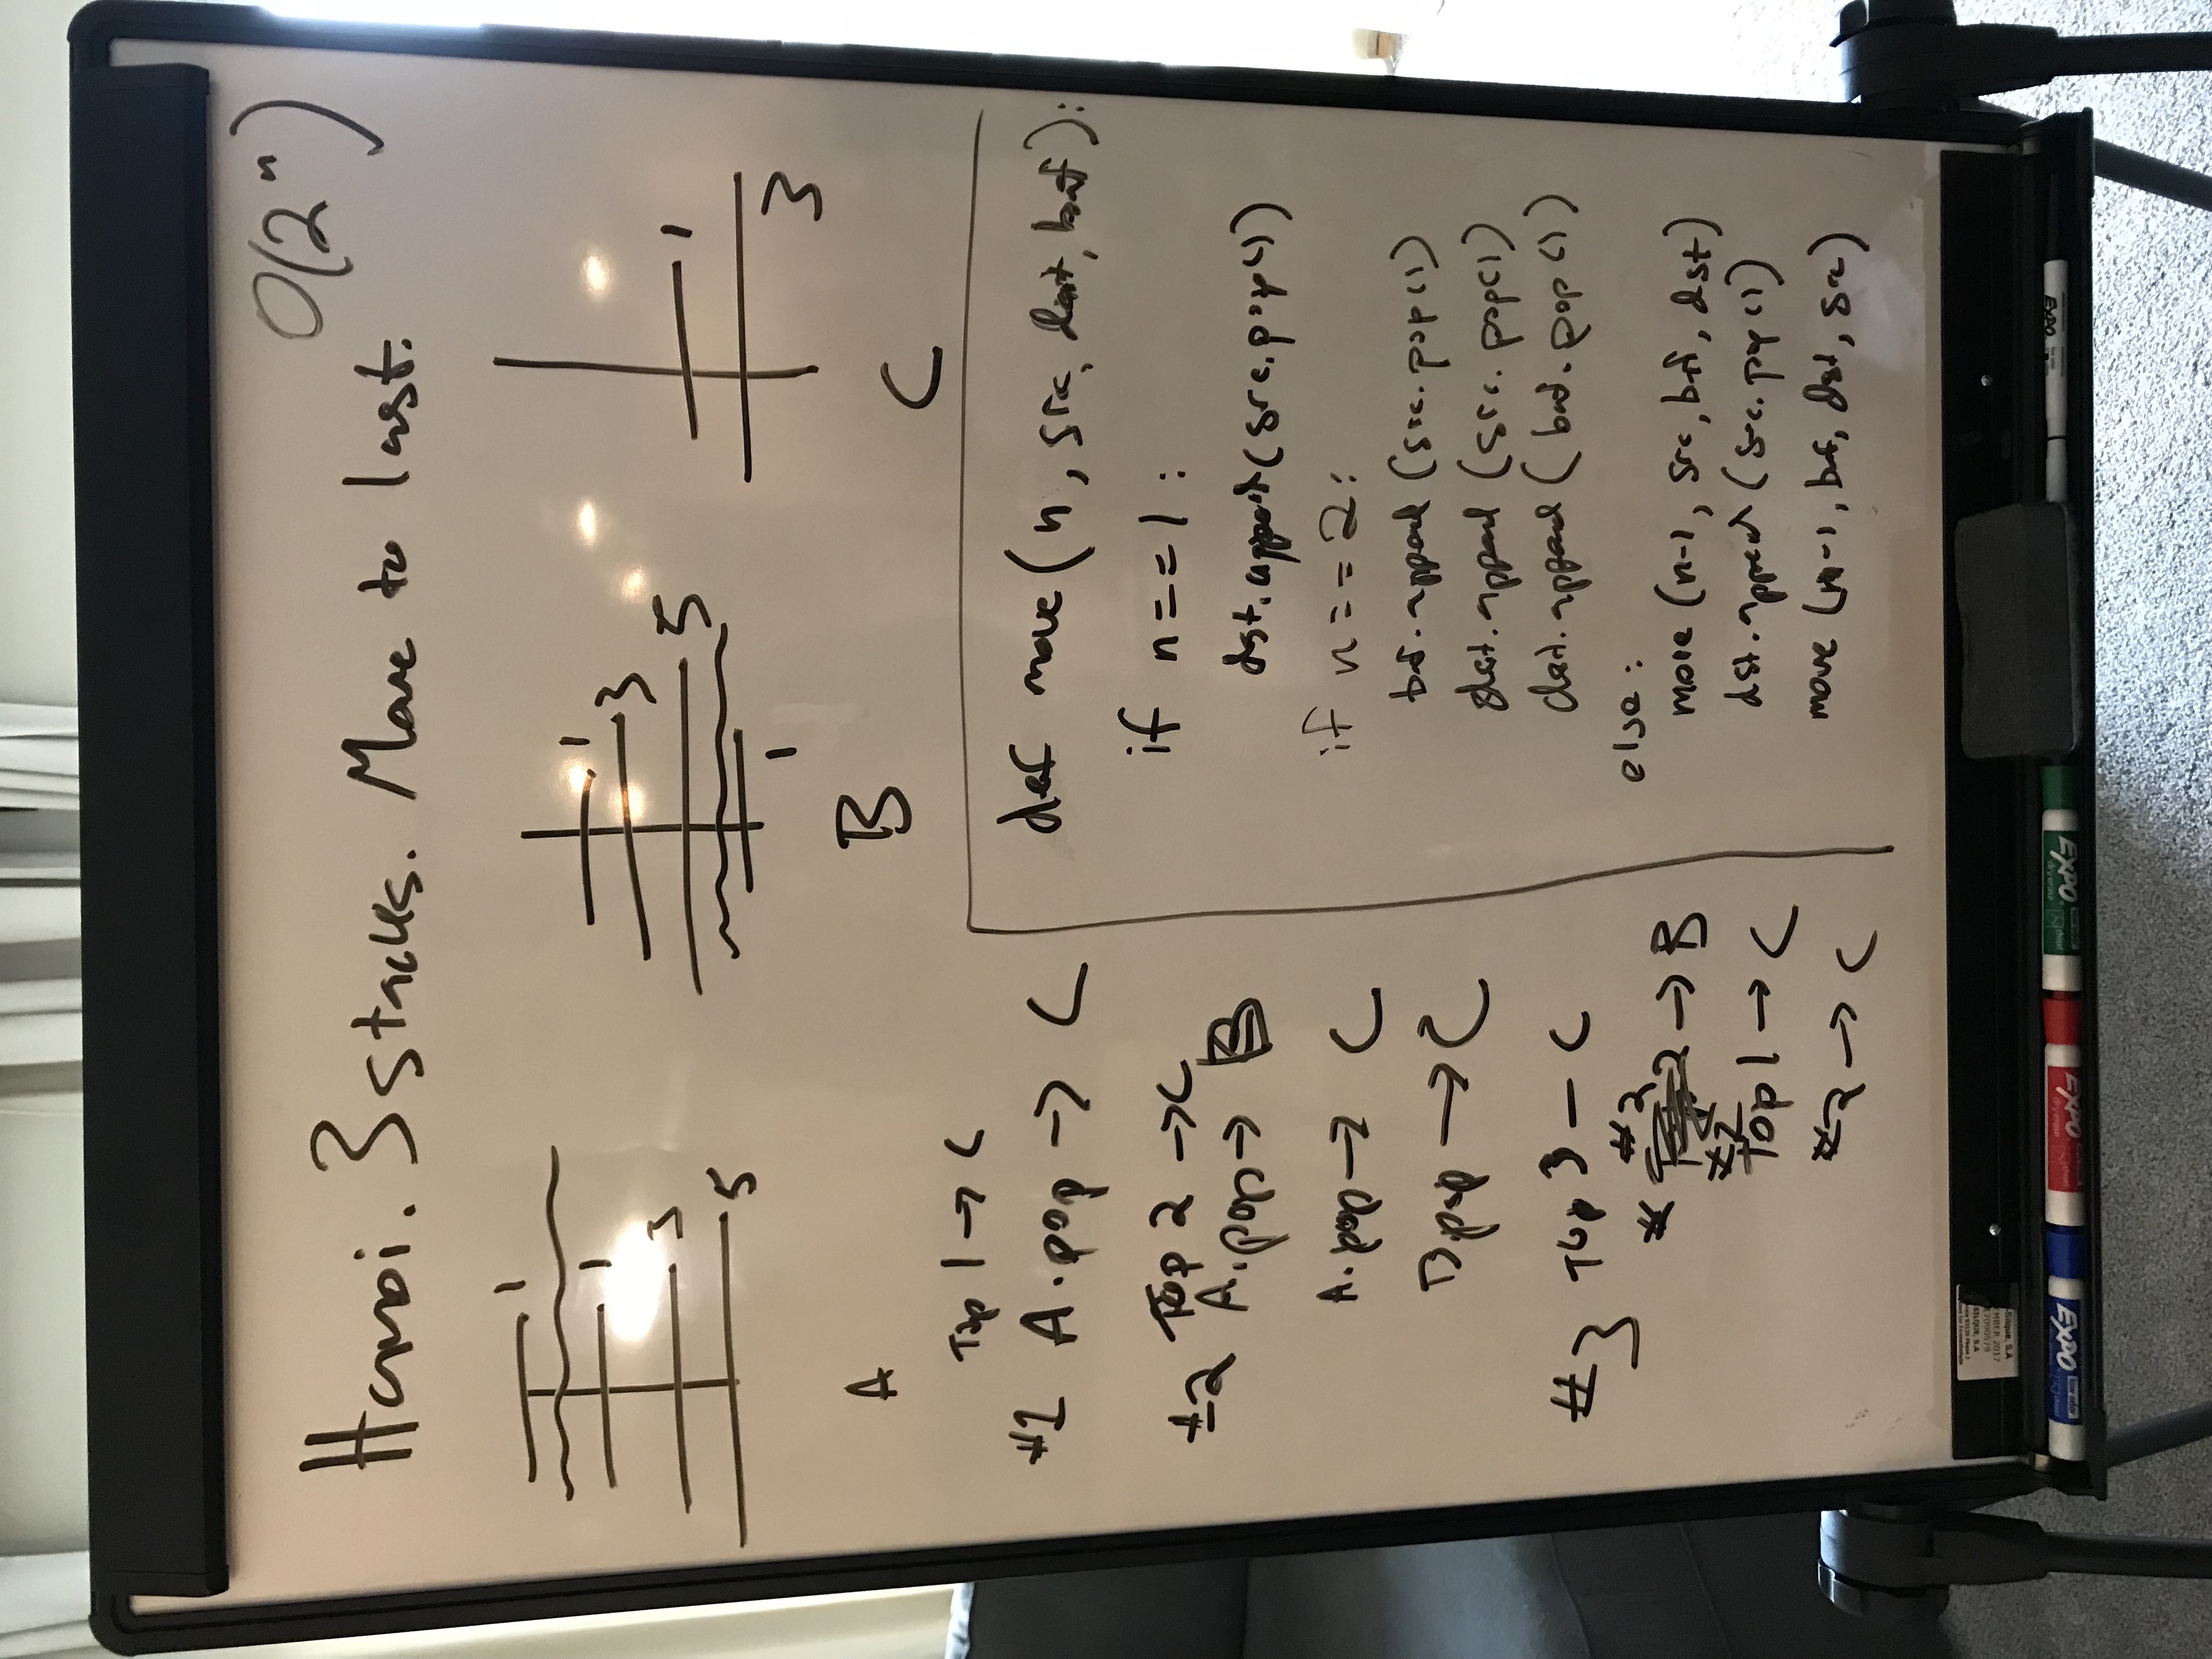 O(2ⁿ)
Hanoi. 3 stacks. Move to last.
1
1
3
5
1
3
5
1
1
3
A
B
C
Top 1 → C
#1 A.pop → C
#2 Top 2 → C
A.pop → B
A.pop → C
B.pop → C
#3 Top 3 — C
#2
→ B
Top 1 → C
#2 → C
def move(n, src, dst, buf):
if n==1:
dst.append(src.pop())
if n==2:
buf.append(src.pop())
dst.append(src.pop())
dst.append(buf.pop())
else:
move(n-1, src, buf, dst)
dst.append(src.pop())
move(n-1, buf, dst, src)
EXPO
EXPO
EXPO
EXPO